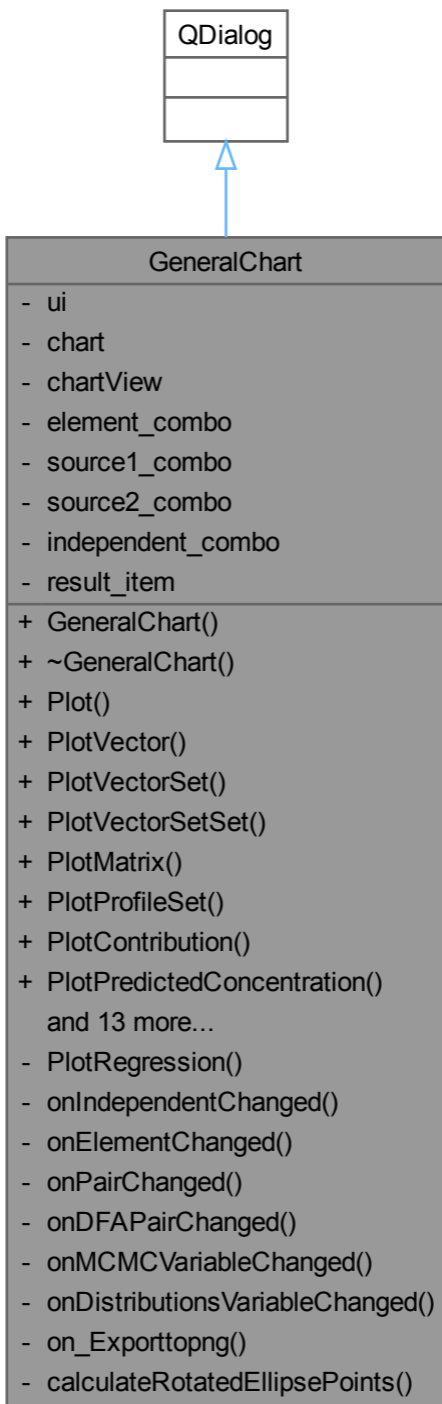 QDialog
GeneralChart
- ui
- chart
- chartView
- element_combo
- source1_combo
- source2_combo
- independent_combo
- result_item
+ GeneralChart()
+ ~GeneralChart()
+ Plot()
+ PlotVector()
+ PlotVectorSet()
+ PlotVectorSetSet()
+ PlotMatrix()
+ PlotProfileSet()
+ PlotContribution()
+ PlotPredictedConcentration()
and 13 more...
- PlotRegression()
- onIndependentChanged()
- onElementChanged()
- onPairChanged()
- onDFAPairChanged()
- onMCMCVariableChanged()
- onDistributionsVariableChanged()
- on_Exporttopng()
- calculateRotatedEllipsePoints()